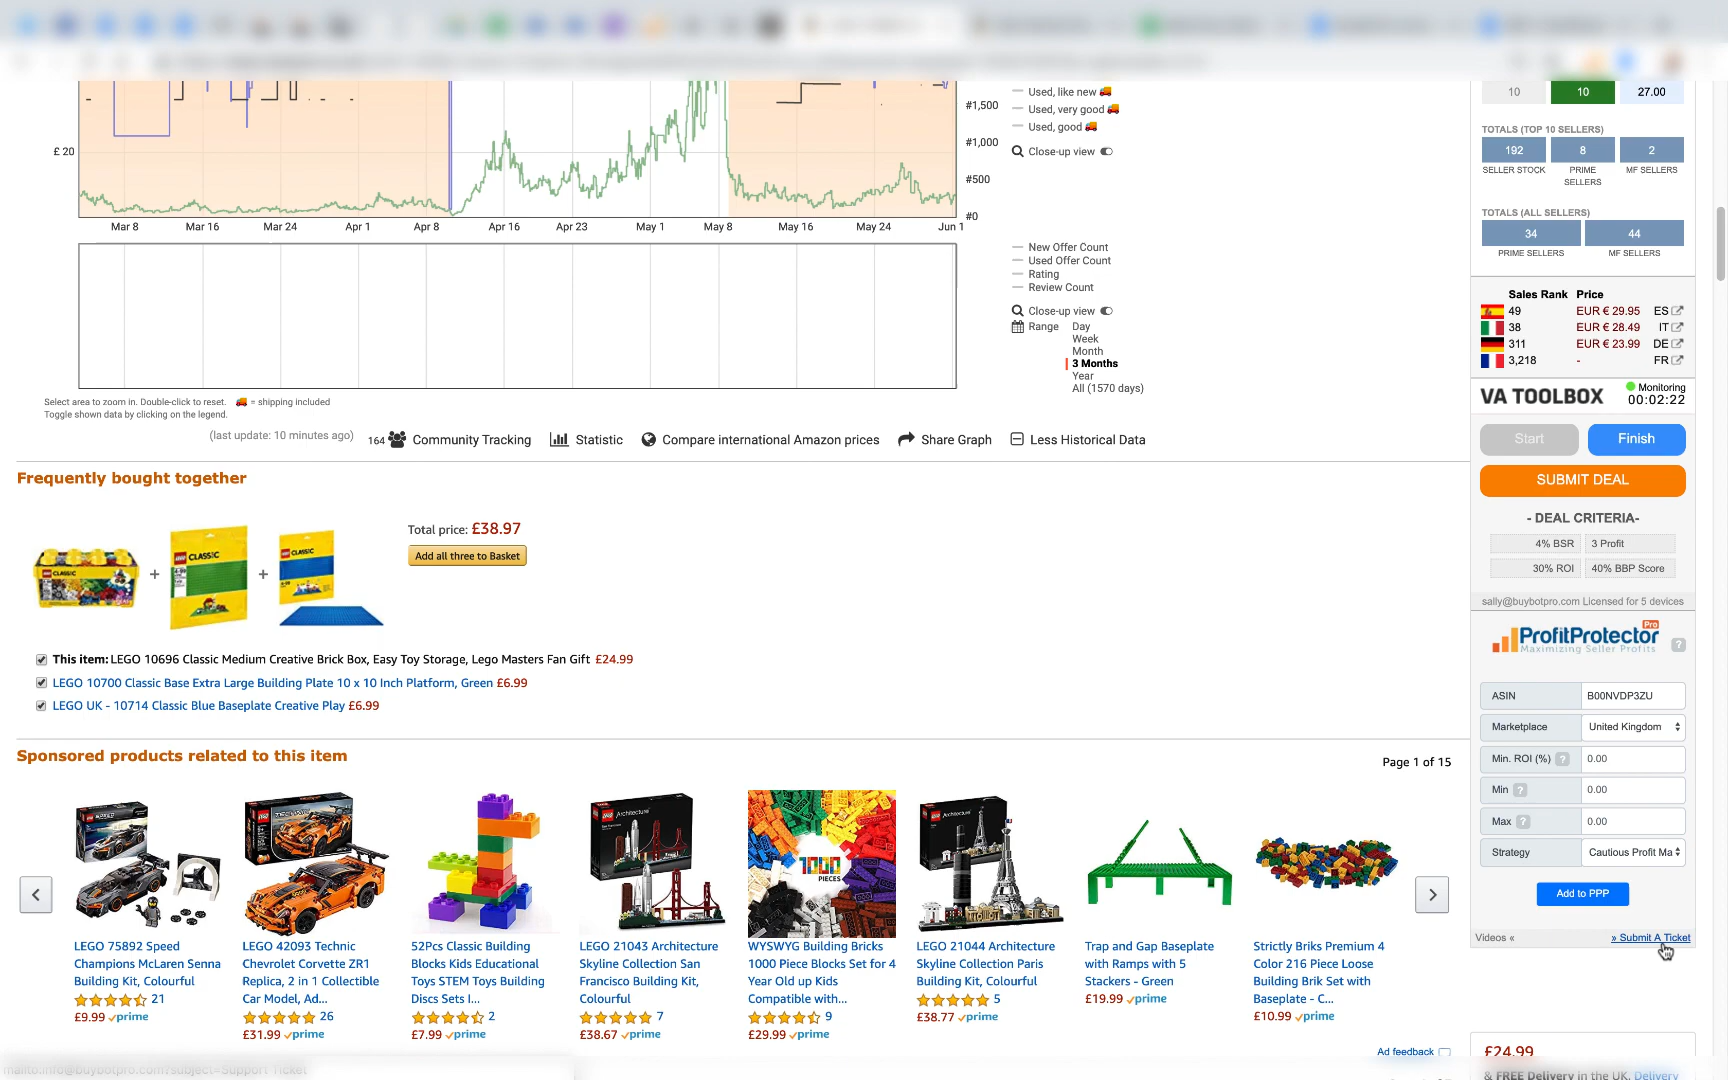 Used, like new
#1,500
Used, very good
Used, good
£ 20
#1,000
Close-up view
#500
#0
Mar 8 Mar 16 Mar 24 Apr 1 Apr 8 Apr 16 Apr 23 May 1 May 8 May 16 May 24 Jun 1
New Offer Count
Used Offer Count
Rating
Review Count
Close-up view
Range Day
Week
Month
3 Months
Year
All (1570 days)
Select area to zoom in. Double-click to reset. = shipping included
Toggle shown data by clicking on the legend.
(last update: 10 minutes ago) 164 Community Tracking Statistic Compare international Amazon prices Share Graph Less Historical Data
Frequently bought together
Total price: £38.97
Add all three to Basket
CLASSIC + CLASSIC + CLASSIC
This item: LEGO 10696 Classic Medium Creative Brick Box, Easy Toy Storage, Lego Masters Fan Gift £24.99
LEGO 10700 Classic Base Extra Large Building Plate 10 x 10 Inch Platform, Green £6.99
LEGO UK - 10714 Classic Blue Baseplate Creative Play £6.99
Sponsored products related to this item
Page 1 of 15
1000
PIECES
LEGO 75892 Speed
Champions McLaren Senna
Building Kit, Colourful
21
£9.99 prime
LEGO 42093 Technic
Chevrolet Corvette ZR1
Replica, 2 in 1 Collectible
Car Model, Ad...
26
£31.99 prime
52Pcs Classic Building
Blocks Kids Educational
Toys STEM Toys Building
Discs Sets I...
2
£7.99 prime
LEGO 21043 Architecture
Skyline Collection San
Francisco Building Kit,
Colourful
7
£38.67 prime
WYSWYG Building Bricks
1000 Piece Blocks Set for 4
Year Old up Kids
Compatible with...
9
£29.99 prime
LEGO 21044 Architecture
Skyline Collection Paris
Building Kit, Colourful
5
£38.77 prime
Trap and Gap Baseplate
with Ramps with 5
Stackers - Green
£19.99 prime
Strictly Briks Premium 4
Color 216 Piece Loose
Building Brik Set with
Baseplate - C...
£10.99 prime
Ad feedback
mailto:info@buybotpro.com?subject=Support Ticket
10 10 27.00
TOTALS (TOP 10 SELLERS)
192 8 2
SELLER STOCK PRIME SELLERS MF SELLERS
TOTALS (ALL SELLERS)
34 44
PRIME SELLERS MF SELLERS
Sales Rank Price
49 EUR € 29.95 ES
38 EUR € 28.49 IT
311 EUR € 23.99 DE
3,218 - FR
VA TOOLBOX
Monitoring
00:02:22
Start Finish
SUBMIT DEAL
- DEAL CRITERIA-
4% BSR 3 Profit
30% ROI 40% BBP Score
sally@buybotpro.com Licensed for 5 devices
ProfitProtector Pro
Maximizing Seller Profits ?
ASIN B00NVDP3ZU
Marketplace United Kingdom
Min. ROI (%) ? 0.00
Min ? 0.00
Max ? 0.00
Strategy Cautious Profit Ma
Add to PPP
Videos « » Submit A Ticket
£24.99
& FREE Delivery in the UK. Delivery